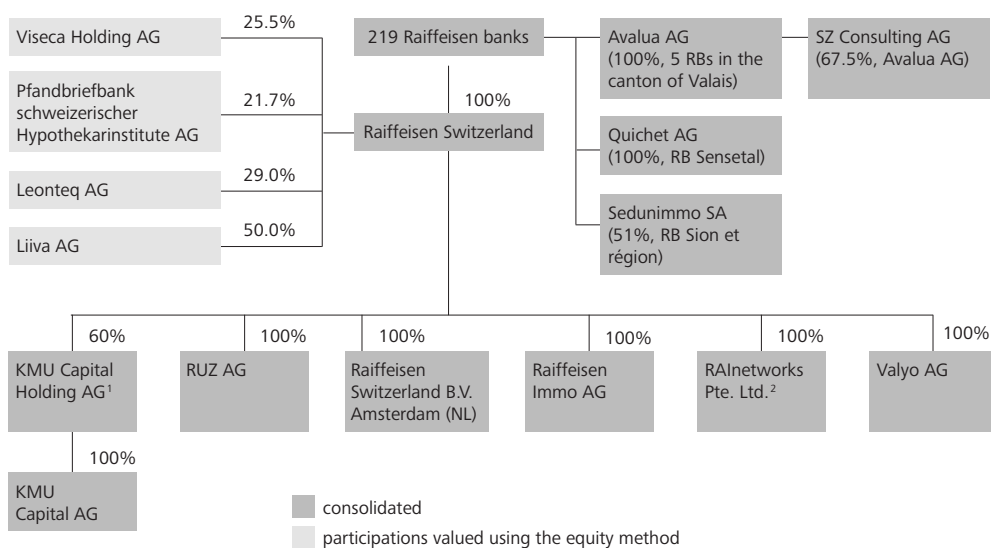 Viseca Holding AG
25.5%
219 Raiffeisen banks
Avalua AG
(100%, 5 RBs in the
canton of Valais)
SZ Consulting AG
(67.5%, Avalua AG)
Pfandbriefbank
schweizerischer
Hypothekarinstitute AG
21.7%
100%
Raiffeisen Switzerland
Quichet AG
(100%, RB Sensetal)
Leonteq AG
29.0%
Liiva AG
50.0%
Sedunimmo SA
(51%, RB Sion et
région)
60%
KMU Capital
Holding AG¹
100%
RUZ AG
100%
Raiffeisen
Switzerland B.V.
Amsterdam (NL)
100%
Raiffeisen
Immo AG
100%
RAInetworks
Pte. Ltd.²
100%
Valyo AG
100%
KMU
Capital AG
consolidated
participations valued using the equity method